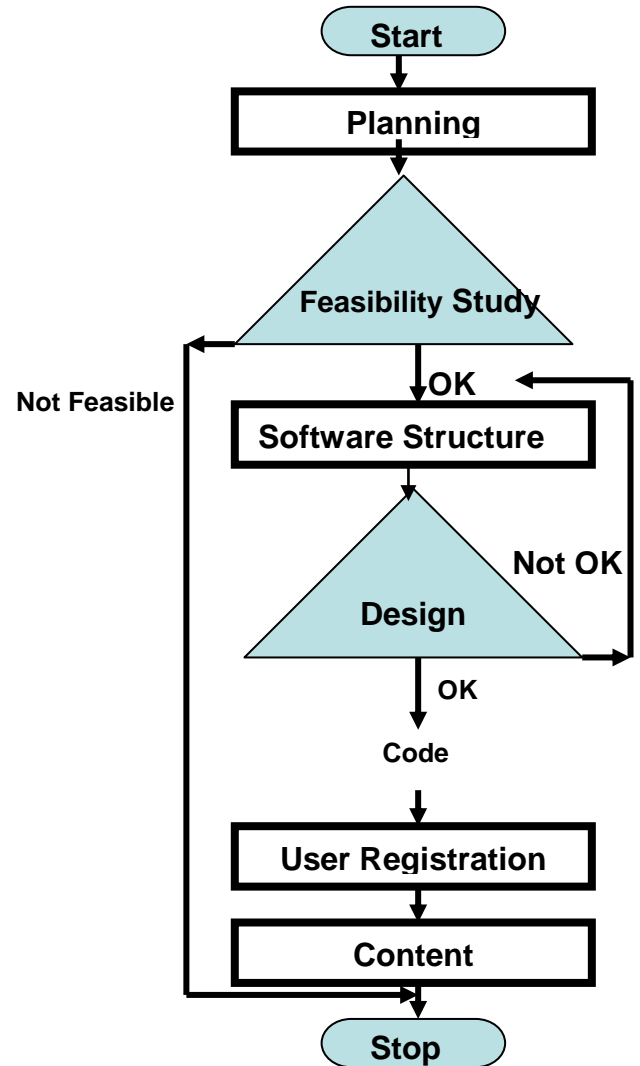 Start
Planning
Feasibility Study
OK
Not Feasible
Software Structure
Not OK
Design
OK
Code
User Registration
Content
Stop